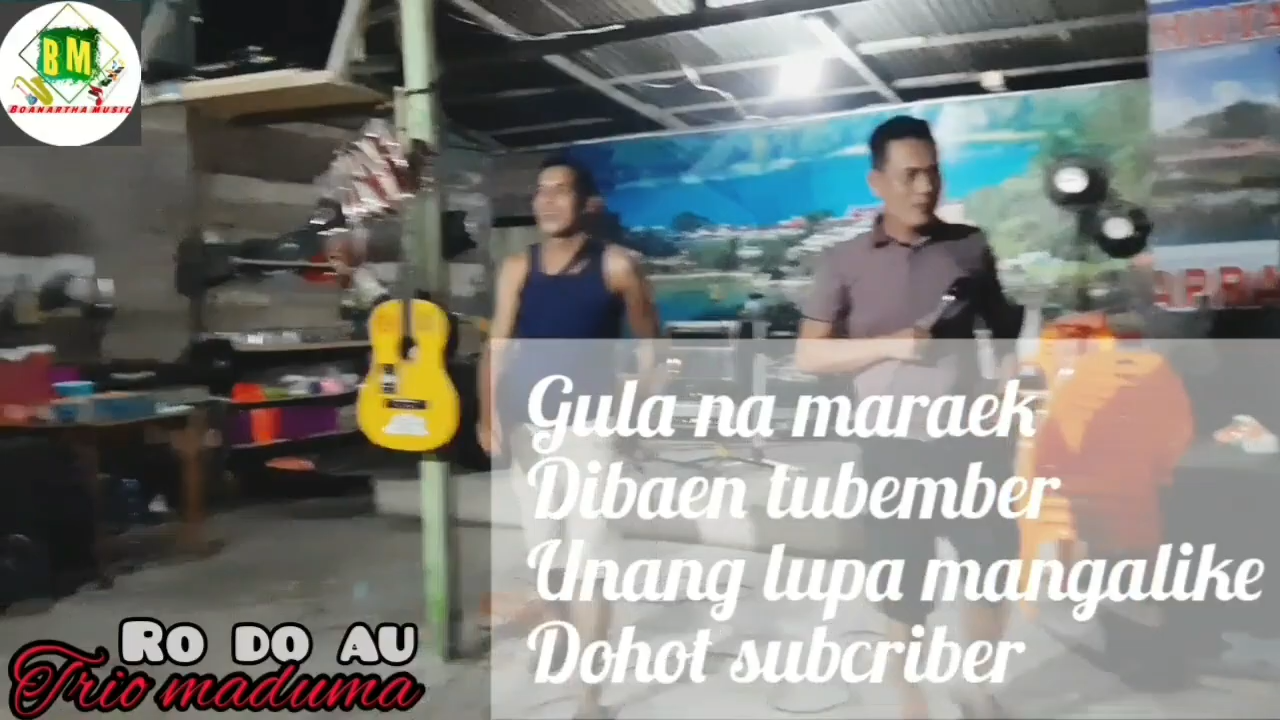 BM
BOANARTHA MUSIC
Gula na maraek
Dibaen tubember
Unang lupa mangalike
Dohot subcriber
Ro do au
Trio maduma